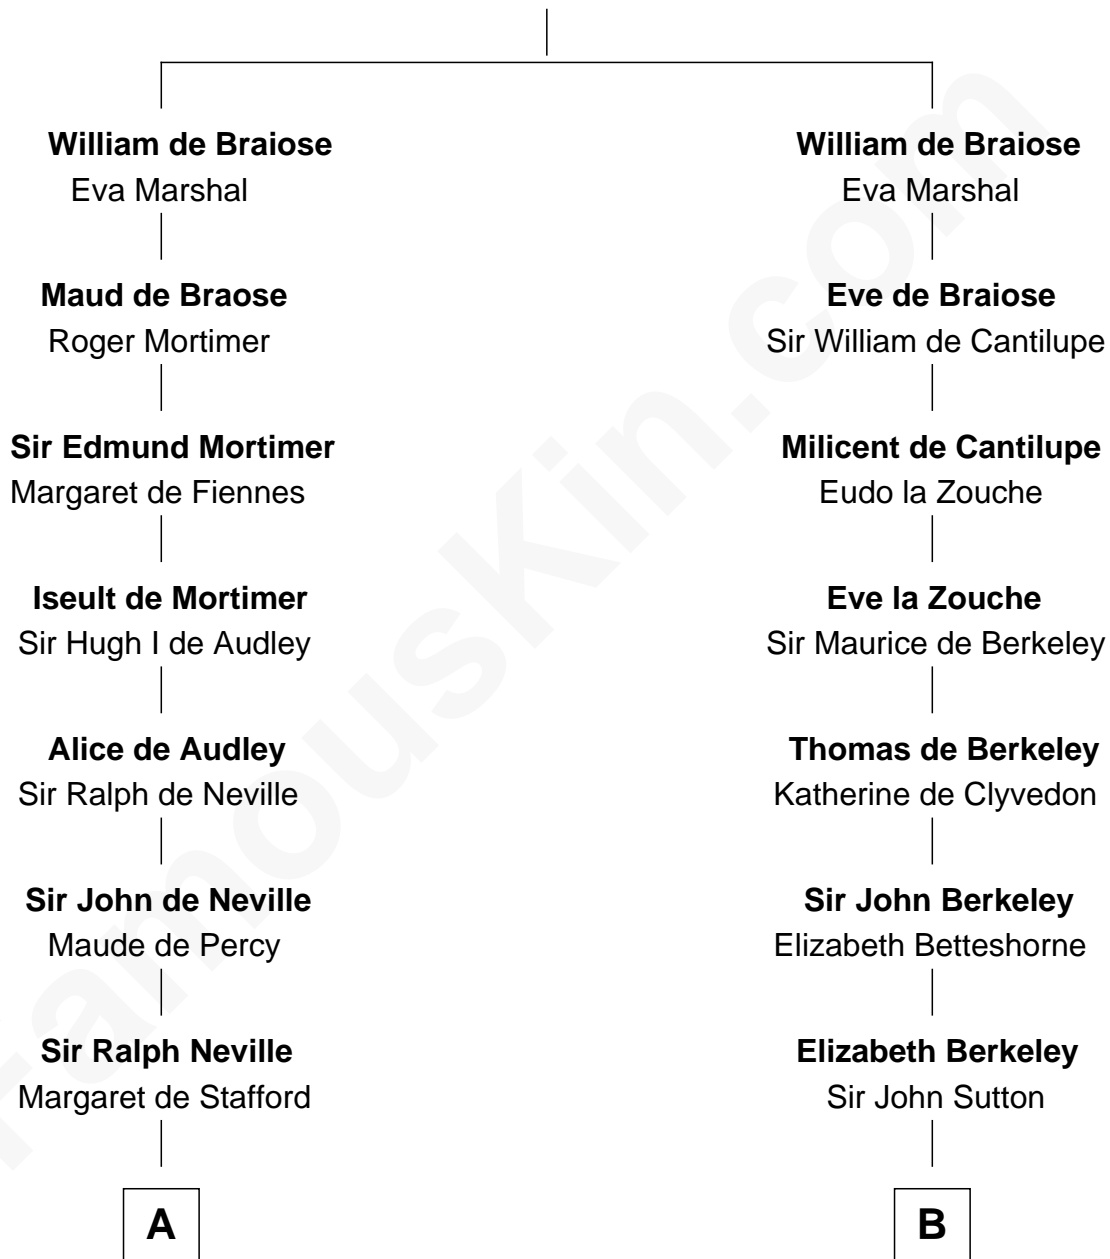 William de Braiose
Eva Marshal
Maud de Braose
Roger Mortimer
Sir Edmund Mortimer
Margaret de Fiennes
Iseult de Mortimer
Sir Hugh I de Audley
Alice de Audley
Sir Ralph de Neville
Sir John de Neville
Maude de Percy
Sir Ralph Neville
Margaret de Stafford
A
William de Braiose
Eva Marshal
Eve de Braiose
Sir William de Cantilupe
Milicent de Cantilupe
Eudo la Zouche
Eve la Zouche
Sir Maurice de Berkeley
Thomas de Berkeley
Katherine de Clyvedon
Sir John Berkeley
Elizabeth Betteshorne
Elizabeth Berkeley
Sir John Sutton
B
FamousKin.com